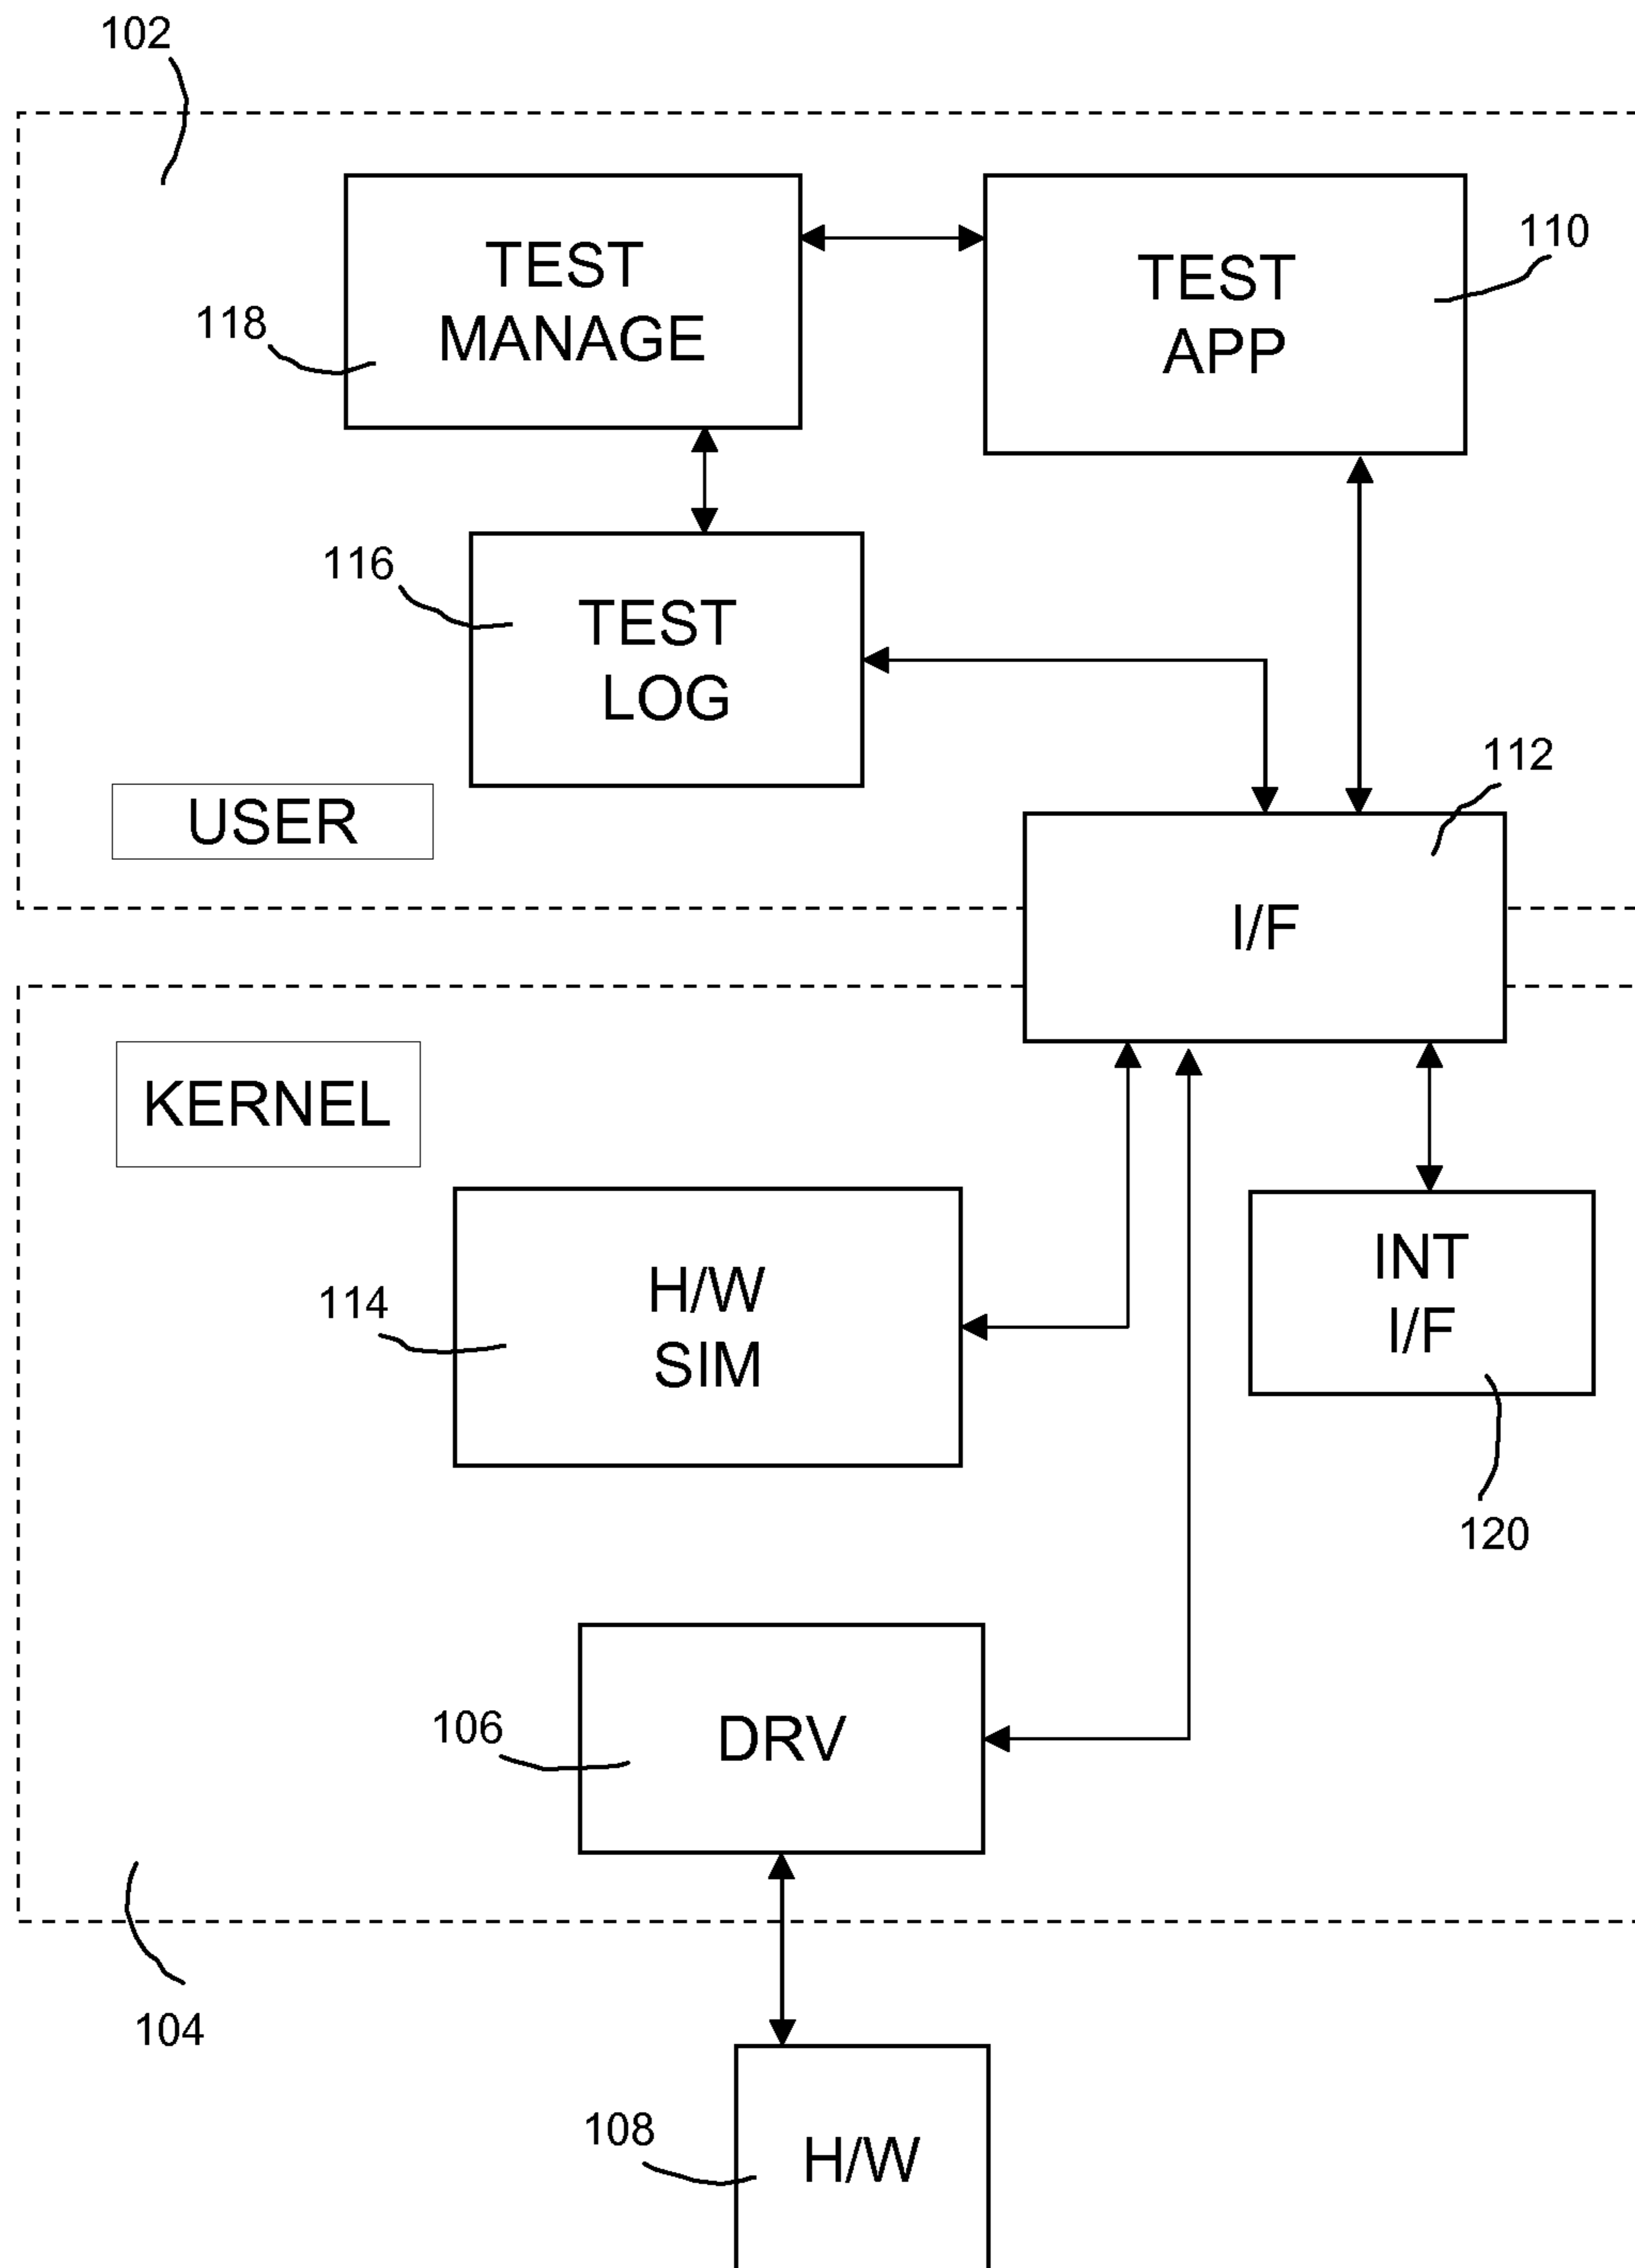 102
TEST
MANAGE
118
TEST
APP
110
116
TEST
LOG
USER
112
I/F
KERNEL
114
H/W
SIM
INT
I/F
120
106
DRV
104
108
H/W